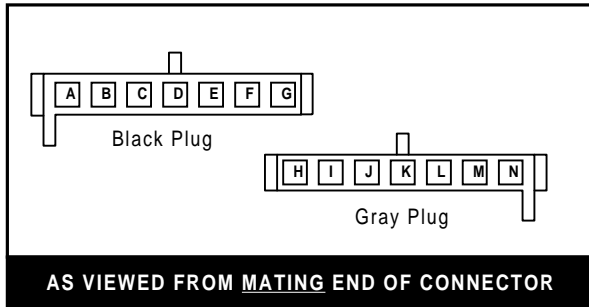 A B C D E F G
Black Plug
H I J K L M N
Gray Plug
AS VIEWED FROM MATING END OF CONNECTOR